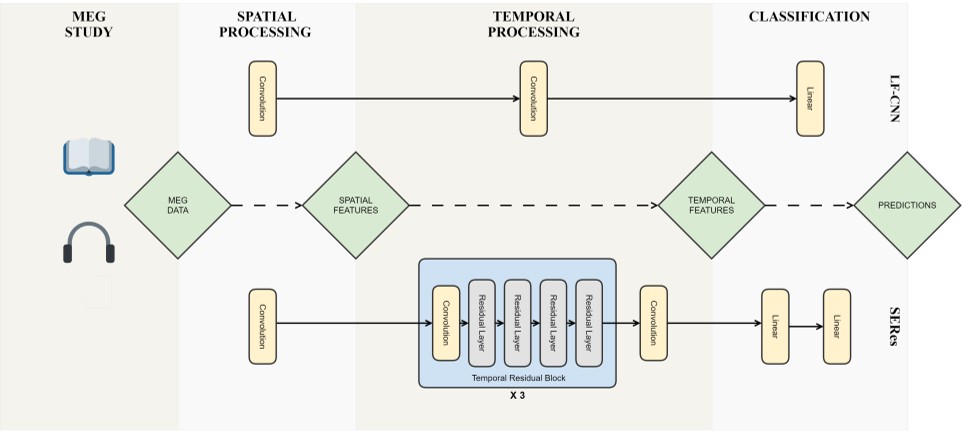 MEG
STUDY
SPATIAL
PROCESSING
TEMPORAL
PROCESSING
CLASSIFICATION
Convolution
Convolution
Linear
LF-CNN
MEG
DATA
SPATIAL
FEATURES
TEMPORAL
FEATURES
PREDICTIONS
Convolution
Convolution
Residual Layer
Residual Layer
Residual Layer
Residual Layer
Temporal Residual Block
X 3
Convolution
Linear
Linear
SERes